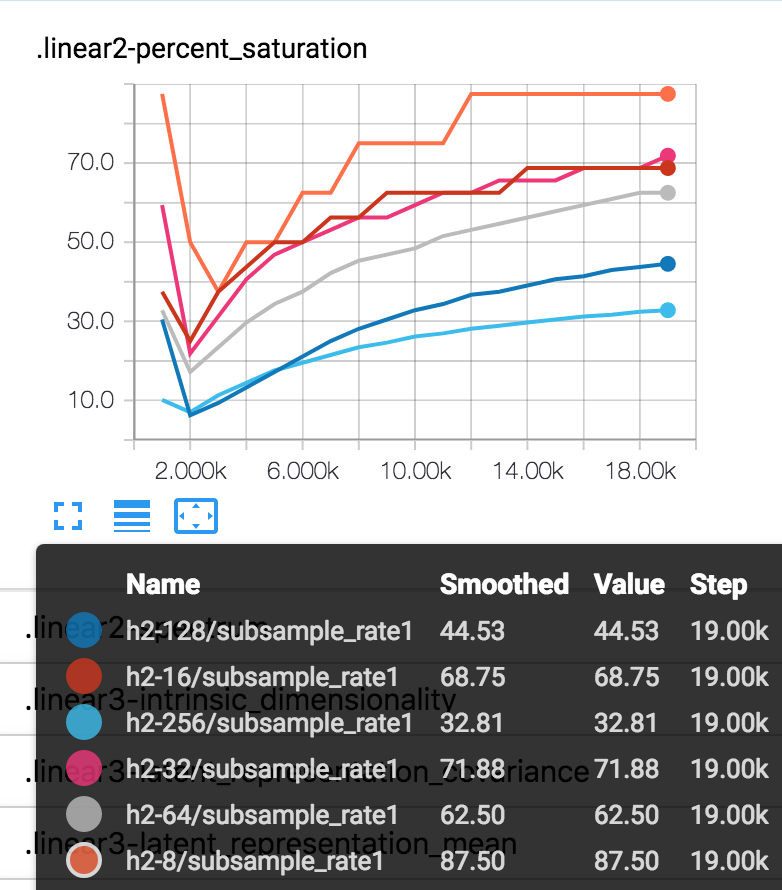 .linear2-percent_saturation
70.0
50.0
30.0
10.0
2.000k 6.000k 10.00k 14.00k 18.00k
Name Smoothed Value Step
.linear2-spectrum
h2-128/subsample_rate1 44.53 44.53 19.00k
h2-16/subsample_rate1 68.75 68.75 19.00k
.linear3-intrinsic_dimensionality
h2-256/subsample_rate1 32.81 32.81 19.00k
h2-32/subsample_rate1 71.88 71.88 19.00k
.linear3-latent_representation_covariance
h2-64/subsample_rate1 62.50 62.50 19.00k
.linear3-latent_representation_mean
h2-8/subsample_rate1 87.50 87.50 19.00k